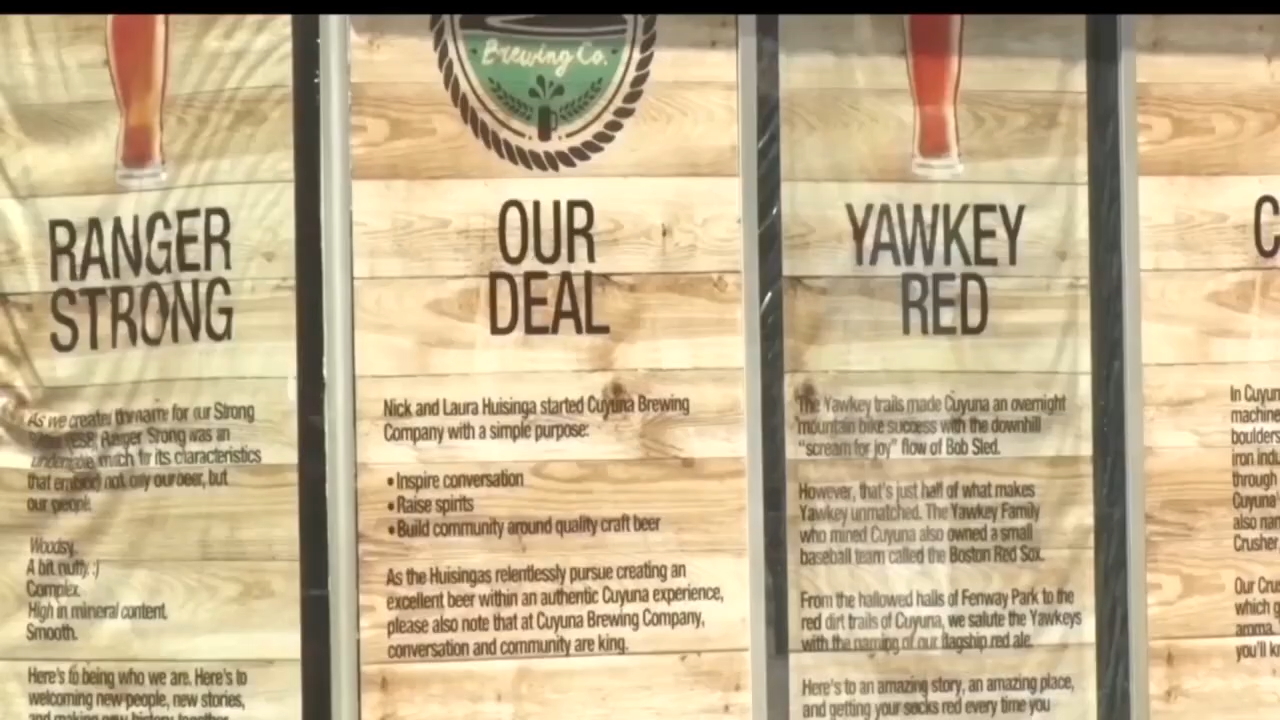 RANGER
STRONG
As we created the name for our Strong
Ranger Strong was an
undeniable match for its characteristics
that embody not only our beer, but
our people.
Woodsy.
A bit nutty. :)
Complex.
High in mineral content.
Smooth.
Here's to being who we are. Here's to
welcoming new people, new stories,
and making new history together
Brewing Co.
OUR
DEAL
Nick and Laura Huisinga started Cuyuna Brewing
Company with a simple purpose:
• Inspire conversation
• Raise spirits
• Build community around quality craft beer
As the Huisingas relentlessly pursue creating an
excellent beer within an authentic Cuyuna experience,
please also note that at Cuyuna Brewing Company,
conversation and community are king.
YAWKEY
RED
The Yawkey trails made Cuyuna an overnight
mountain bike success with the downhill
"scream for joy" flow of Bob Sled.
However, that's just half of what makes
Yawkey unmatched. The Yawkey Family
who mined Cuyuna also owned a small
baseball team called the Boston Red Sox.
From the hallowed halls of Fenway Park to the
red dirt trails of Cuyuna, we salute the Yawkeys
with the naming of our flagship red ale.
Here's to an amazing story, an amazing place,
and getting your socks red every time you
C
In Cuyun
machine
boulders
iron indu
through
Cuyuna
also nam
Crusher,
Our Cru
which g
aroma.
you'll k